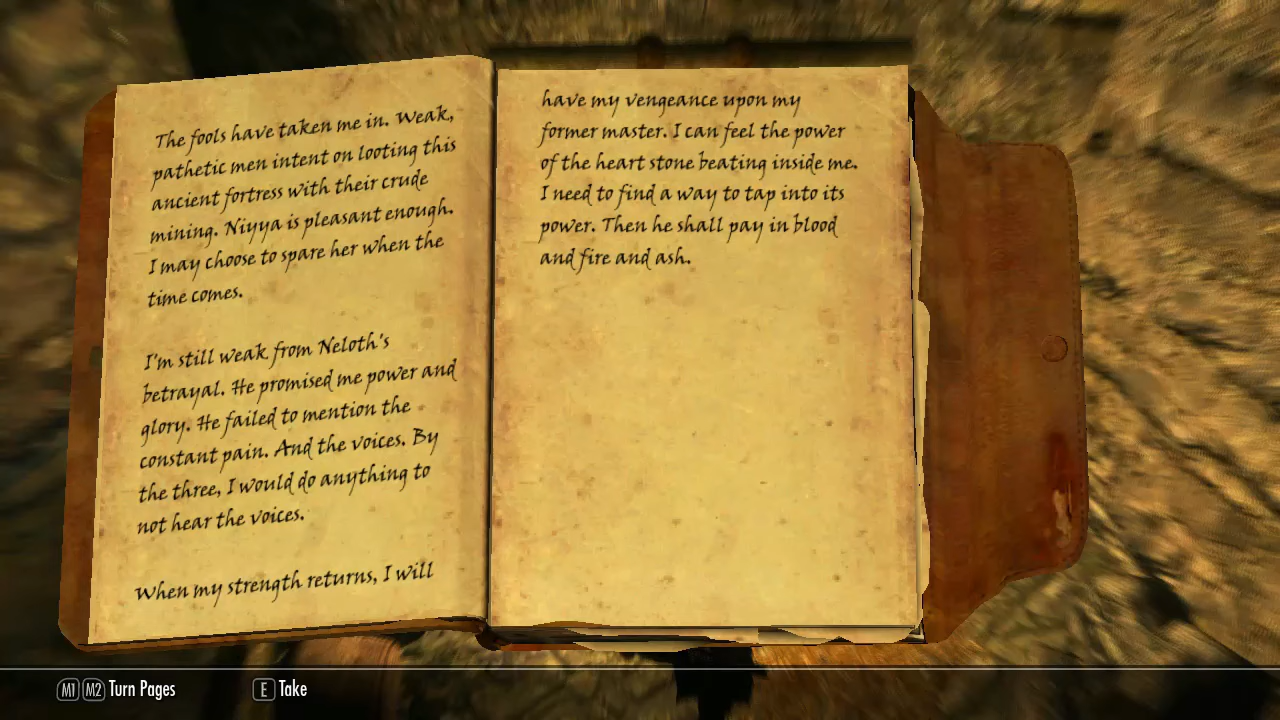 The fools have taken me in. Weak,
pathetic men intent on looting this
ancient fortress with their crude
mining. Niyya is pleasant enough.
I may choose to spare her when the
time comes.
I'm still weak from Neloth's
betrayal. He promised me power and
glory. He failed to mention the
constant pain. And the voices. By
the three, I would do anything to
not hear the voices.
When my strength returns, I will
have my vengeance upon my
former master. I can feel the power
of the heart stone beating inside me.
I need to find a way to tap into its
power. Then he shall pay in blood
and fire and ash.
M1 M2 Turn Pages
E Take